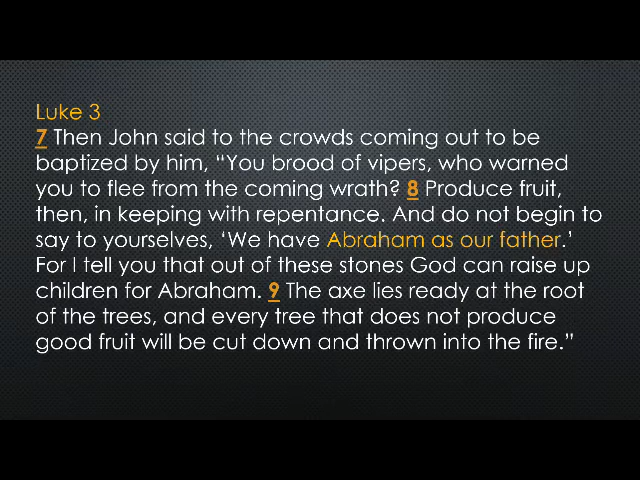 Luke 3
7 Then John said to the crowds coming out to be
baptized by him, “You brood of vipers, who warned
you to flee from the coming wrath? 8 Produce fruit,
then, in keeping with repentance. And do not begin to
say to yourselves, ‘We have Abraham as our father.’
For I tell you that out of these stones God can raise up
children for Abraham. 9 The axe lies ready at the root
of the trees, and every tree that does not produce
good fruit will be cut down and thrown into the fire.”